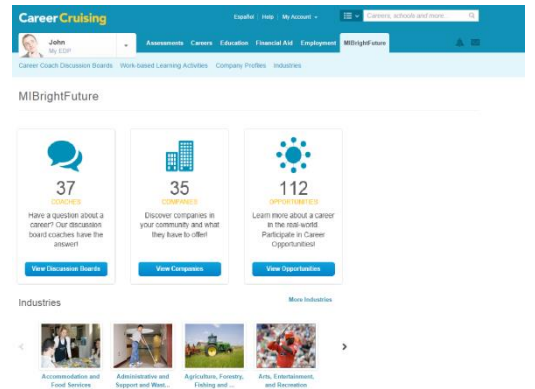 Career Cruising
Español | Help | My Account
Careers, schools and more...
John
My EDP
Assessments Careers Education Financial Aid Employment MIBrightFuture
Career Coach Discussion Boards Work-based Learning Activities Company Profiles Industries
MIBrightFuture
37
COACHES
Have a question about a
career? Our discussion
board coaches have the
answer!
View Discussion Boards
35
COMPANIES
Discover companies in
your community and what
they have to offer!
View Companies
112
OPPORTUNITIES
Learn more about a career
in the real-world.
Participate in Career
Opportunities!
View Opportunities
Industries
More Industries
Accommodation and
Food Services
Administrative and
Support and Wast...
Agriculture, Forestry,
Fishing and ...
Arts, Entertainment,
and Recreation